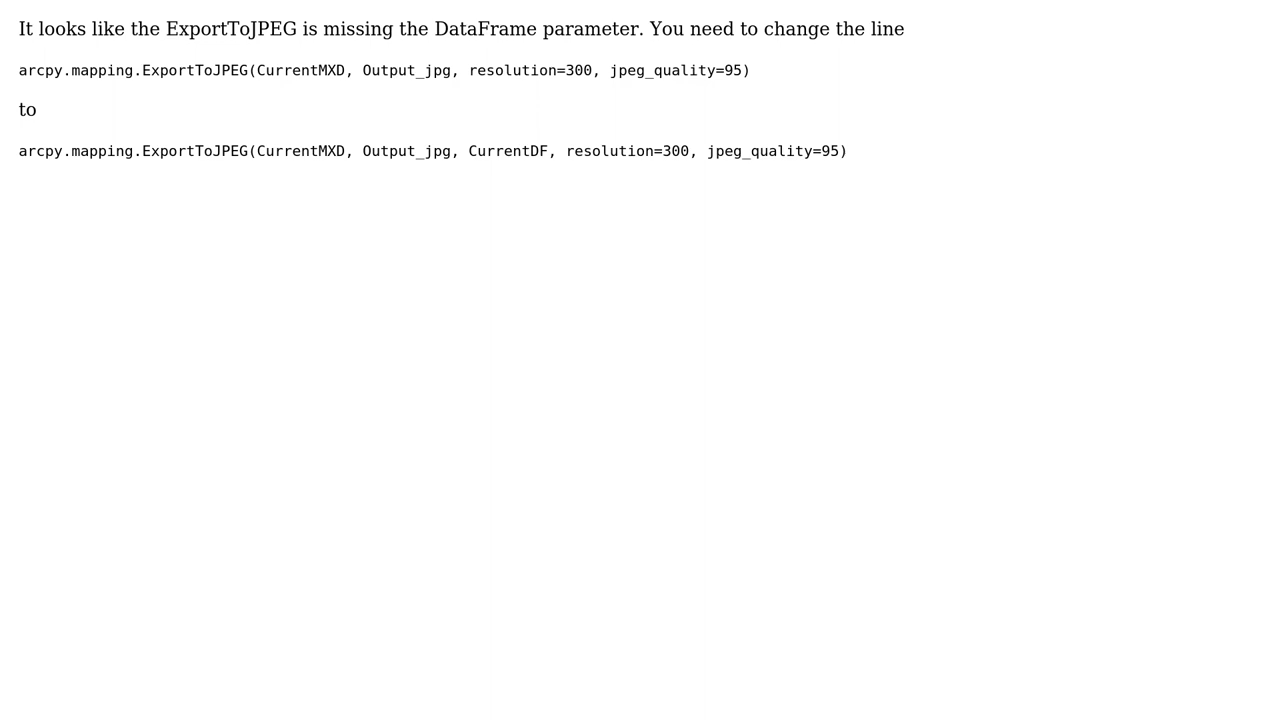 It looks like the ExportToJPEG is missing the DataFrame parameter. You need to change the line
arcpy.mapping.ExportToJPEG(CurrentMXD, Output_jpg, resolution=300, jpeg_quality=95)
to
arcpy.mapping.ExportToJPEG(CurrentMXD, Output_jpg, CurrentDF, resolution=300, jpeg_quality=95)